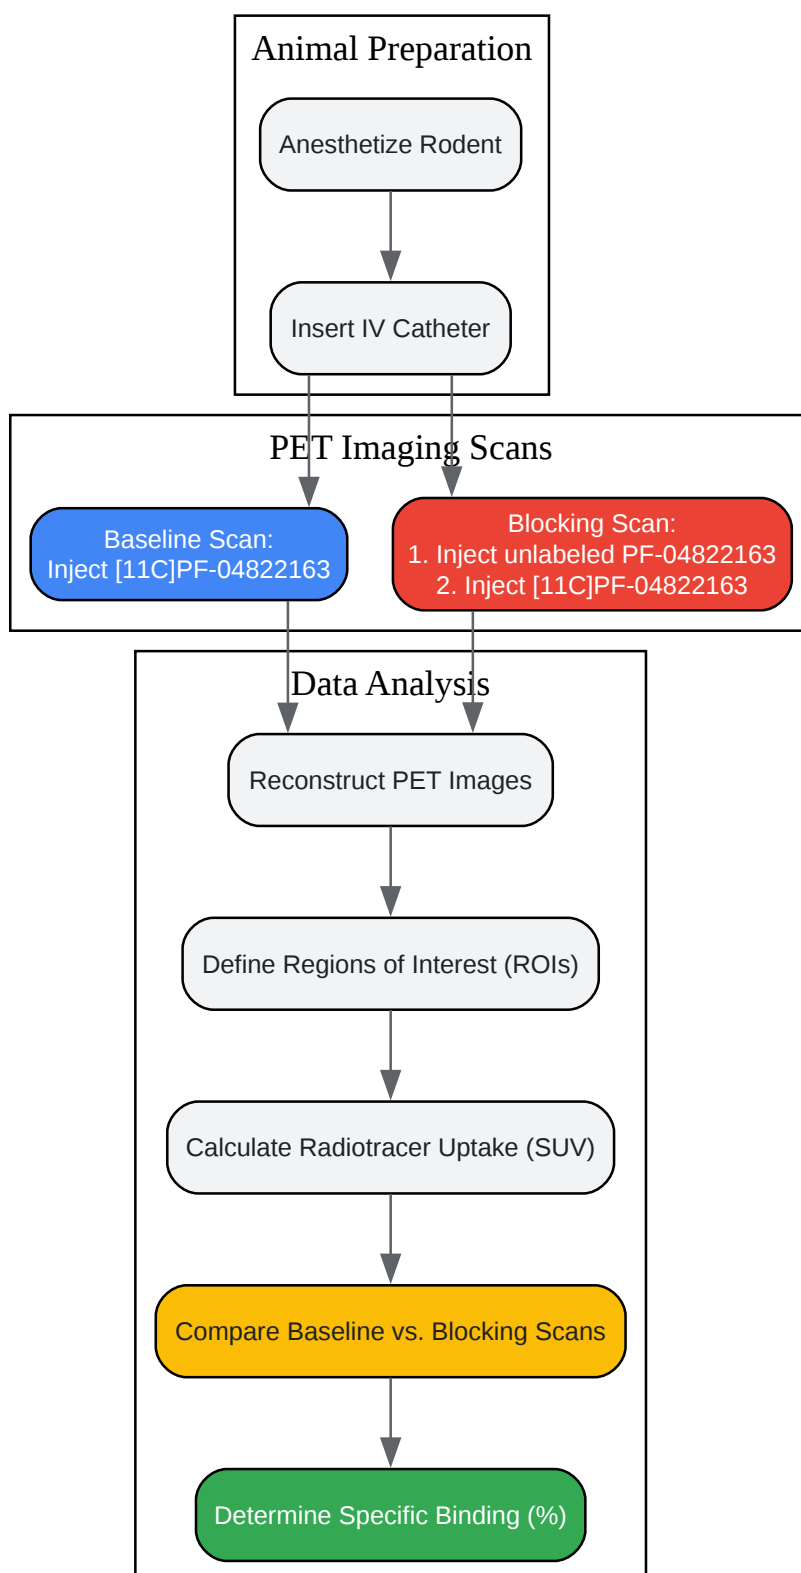 Animal Preparation
Anesthetize Rodent
Insert IV Catheter
PET Imaging Scans
Baseline Scan:
Inject [11C]PF-04822163
Blocking Scan:
1. Inject unlabeled PF-04822163
2. Inject [11C]PF-04822163
Data Analysis
Reconstruct PET Images
Define Regions of Interest (ROIs)
Calculate Radiotracer Uptake (SUV)
Compare Baseline vs. Blocking Scans
Determine Specific Binding (%)